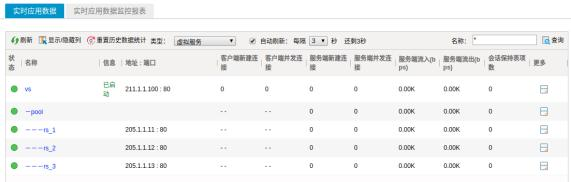 实时应用数据 实时应用数据监控报表
刷新 显示/隐藏列 重置历史数据统计 类型: 虚拟服务 自动刷新: 每隔 3 秒 还剩3秒 名称: * 查询
状态 名称 信息 地址 : 端口 客户端新建连接 客户端并发连接 服务端新建连接 服务端并发连接 服务端流入(bps) 服务端流出(bps) 会话保持表项数 更多
vs 已启动 211.1.1.100 : 80 0 0 0 0 0.00K 0.00K 0
－pool - - - - 0 0 0.00K 0.00K 0
－－－rs_1 205.1.1.11 : 80 - - - - 0 0 0.00K 0.00K 0
－－－rs_2 205.1.1.12 : 80 - - - - 0 0 0.00K 0.00K 0
－－－rs_3 205.1.1.13 : 80 - - - - 0 0 0.00K 0.00K 0